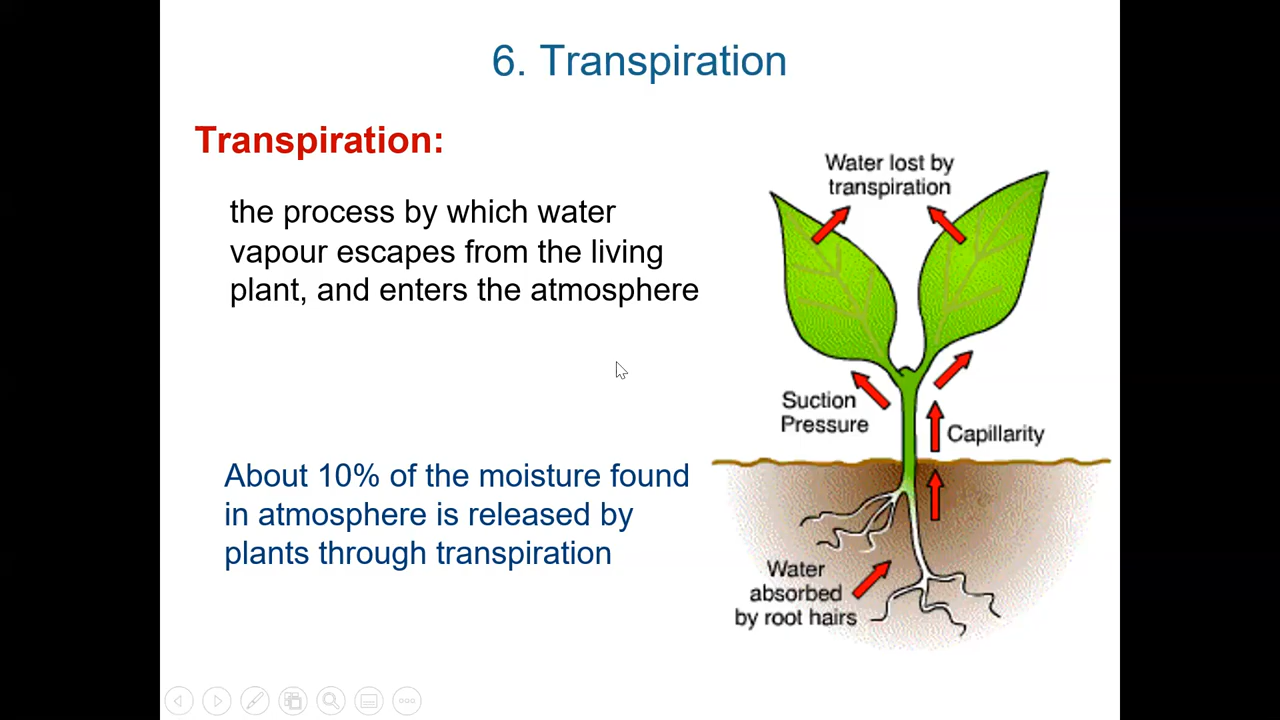 6. Transpiration
Transpiration:
the process by which water
vapour escapes from the living
plant, and enters the atmosphere
About 10% of the moisture found
in atmosphere is released by
plants through transpiration
Water lost by
transpiration
Suction
Pressure
Capillarity
Water
absorbed
by root hairs